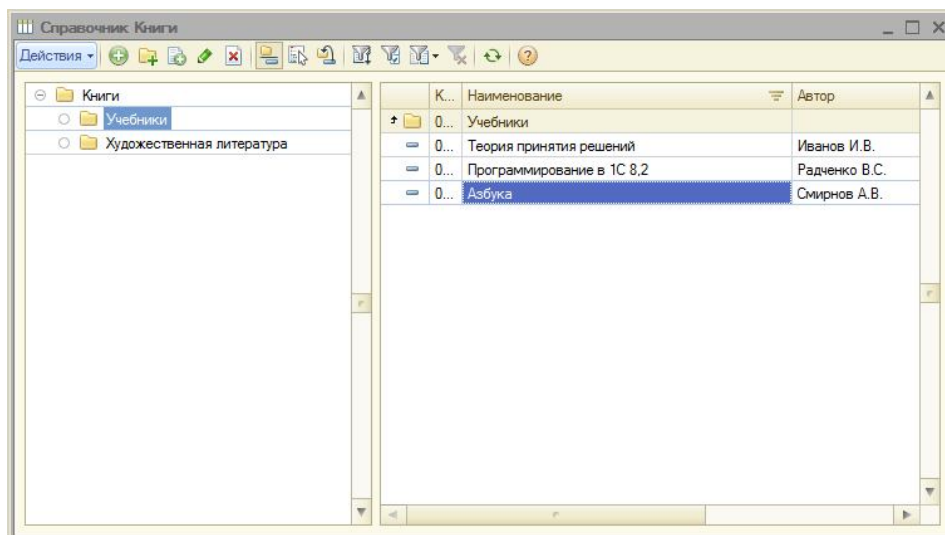 Справочник Книги
Действия
Книги
Учебники
Художественная литература
К... Наименование Автор
0... Учебники
0... Теория принятия решений Иванов И.В.
0... Программирование в 1С 8,2 Радченко В.С.
0... Азбука Смирнов А.В.